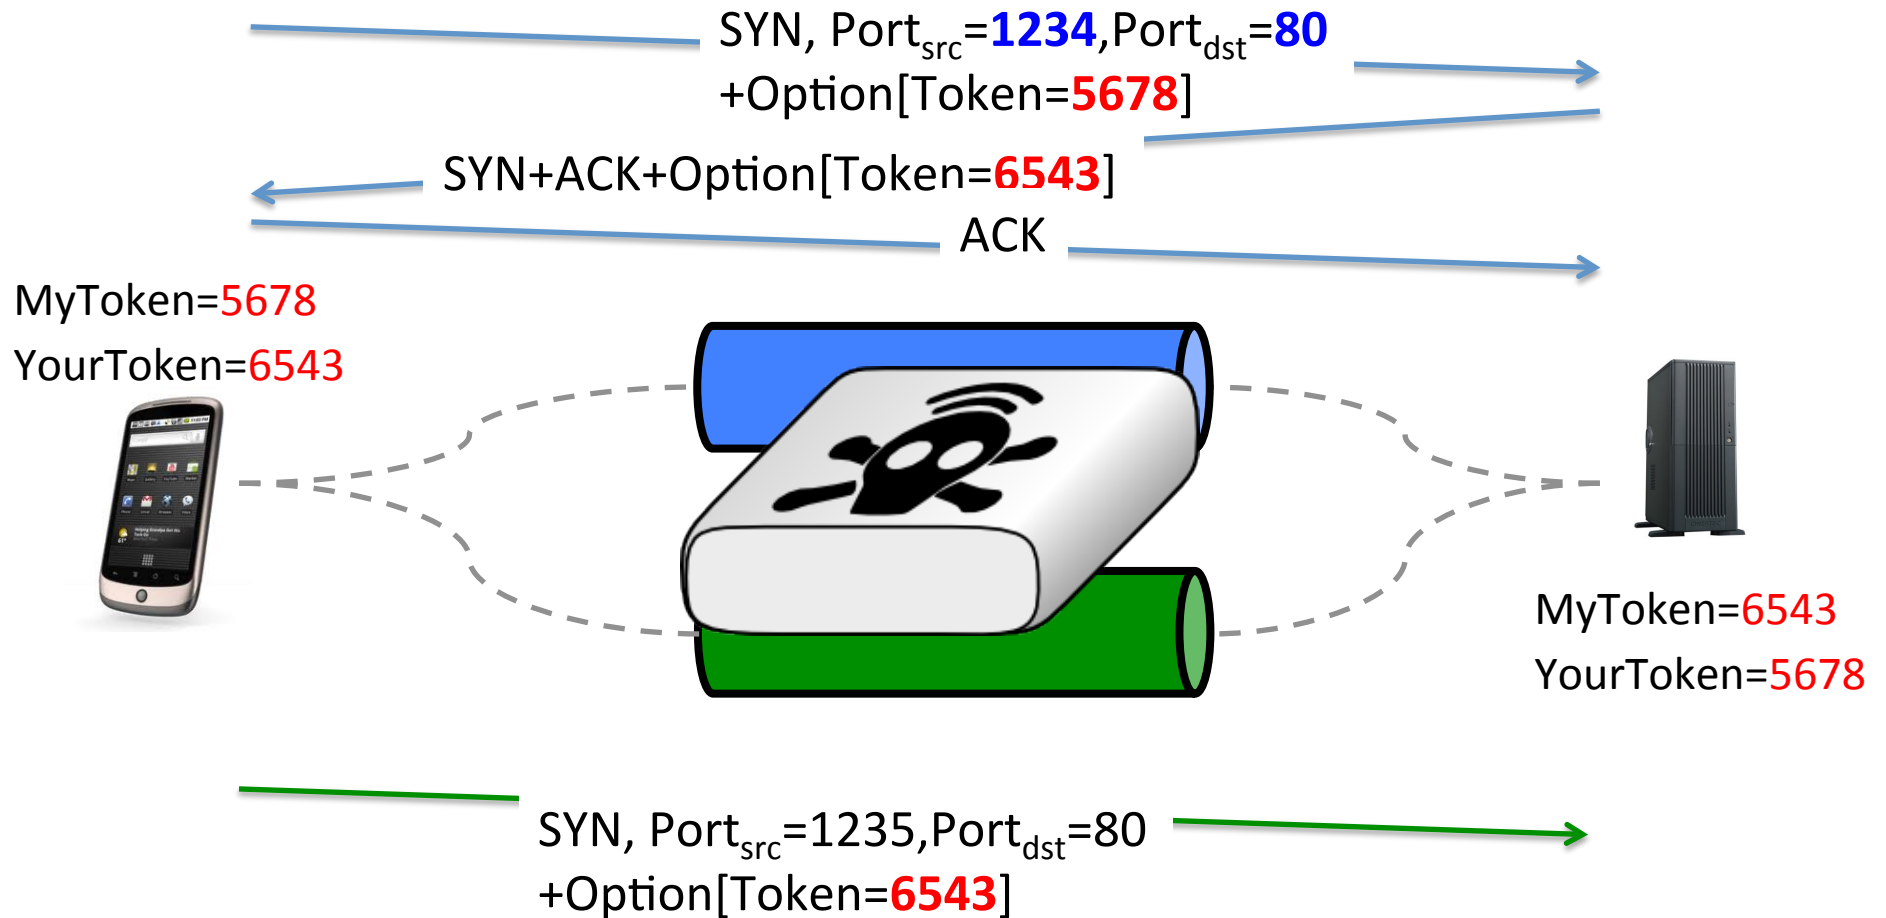 SYN, Portsrc=1234,Portdst=80
+Option[Token=5678]
SYN+ACK+Option[Token=6543]
ACK
MyToken=5678
YourToken=6543
MyToken=6543
YourToken=5678
SYN, Portsrc=1235,Portdst=80
+Option[Token=6543]